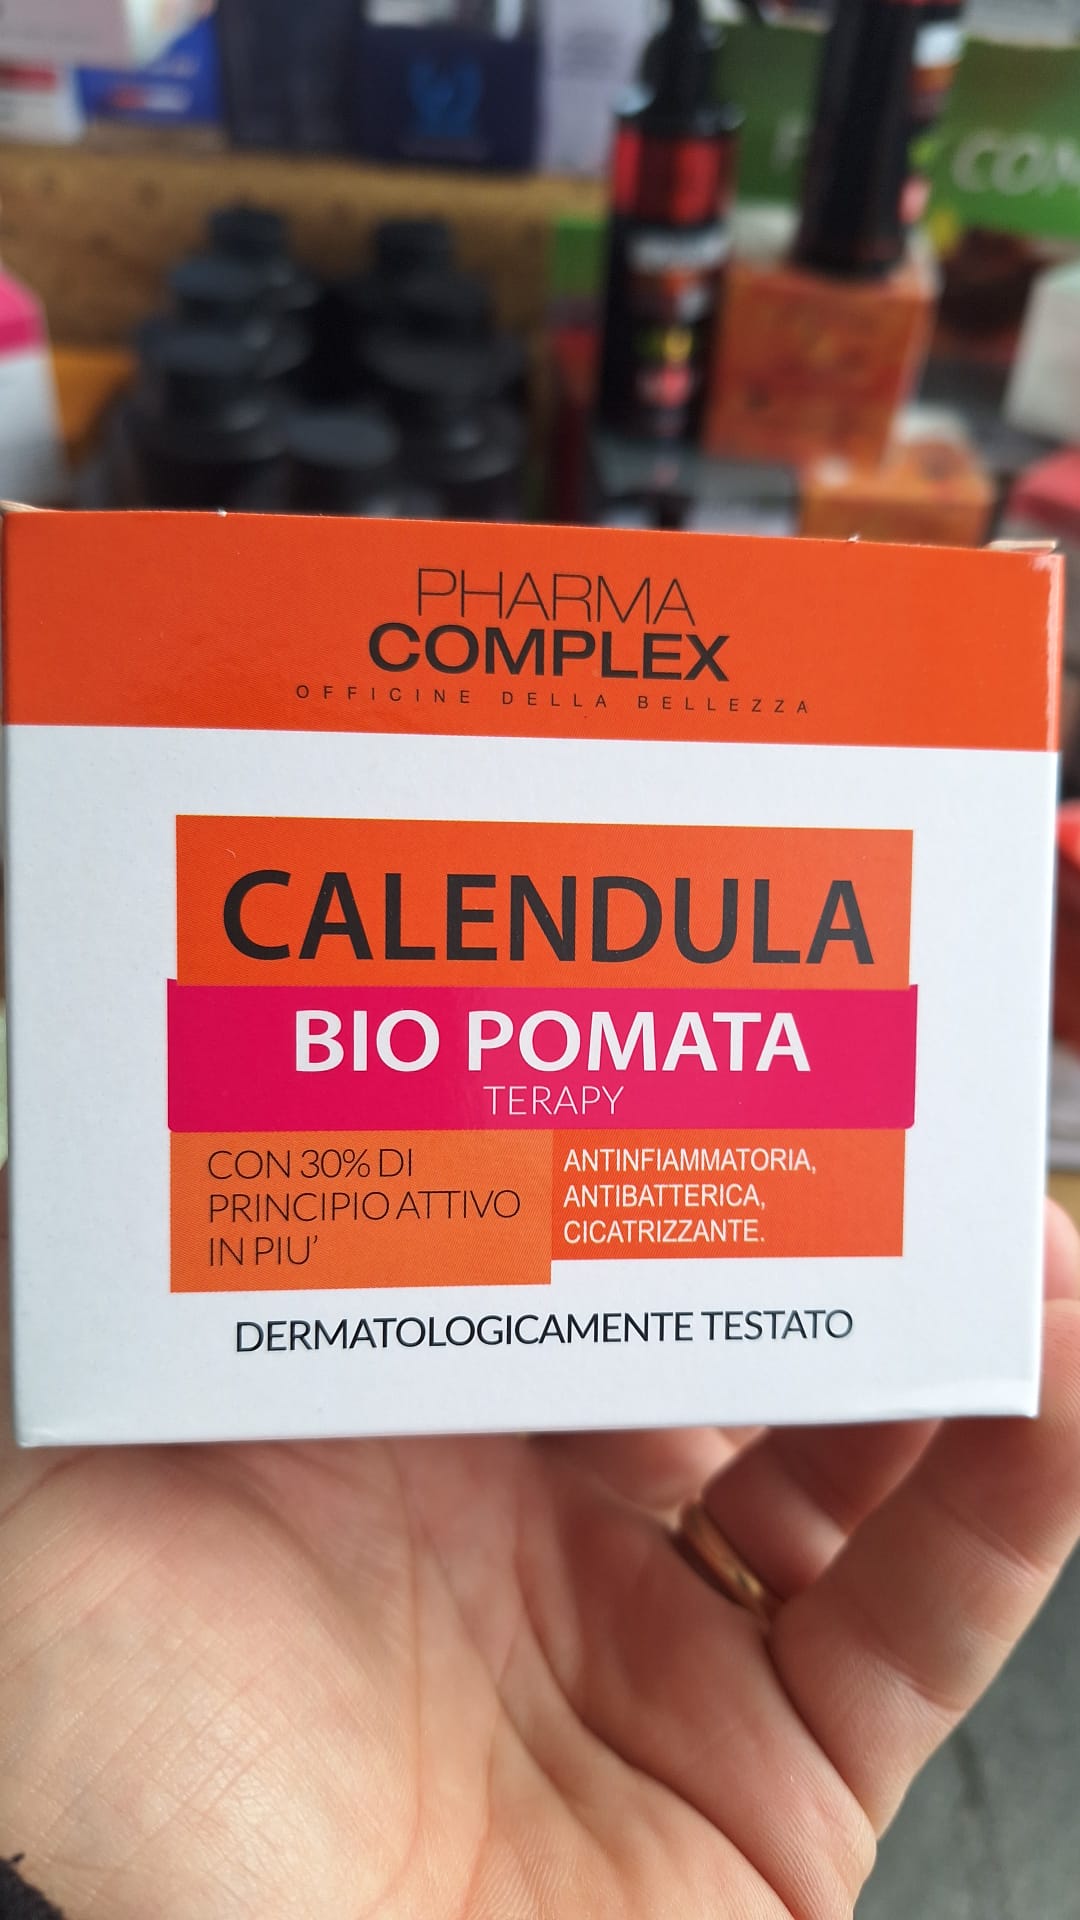 PHARMA
COMPLEX
OFFICINE DELLA BELLEZZA
CALENDULA
BIO POMATA
TERAPY
CON 30% DI
PRINCIPIO ATTIVO
IN PIU'
ANTINFIAMMATORIA,
ANTIBATTERICA,
CICATRIZZANTE.
DERMATOLOGICAMENTE TESTATO